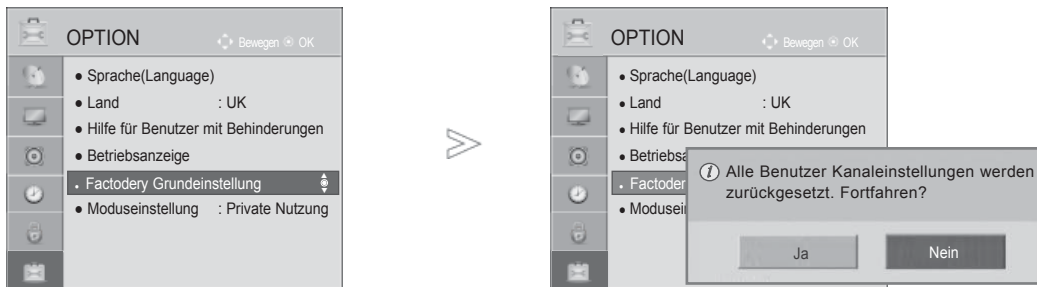 OPTION
Bewegen OK
● Sprache(Language)
● Land : UK
● Hilfe für Benutzer mit Behinderungen
● Betriebsanzeige
• Factodery Grundeinstellung
● Moduseinstellung : Private Nutzung
OPTION
Bewegen OK
• Sprache(Language)
• Land : UK
• Hilfe für Benutzer mit Behinderungen
• Betriebsa
• Factoder
• Modusei
Alle Benutzer Kanaleinstellungen werden
zurückgesetzt. Fortfahren?
Ja Nein